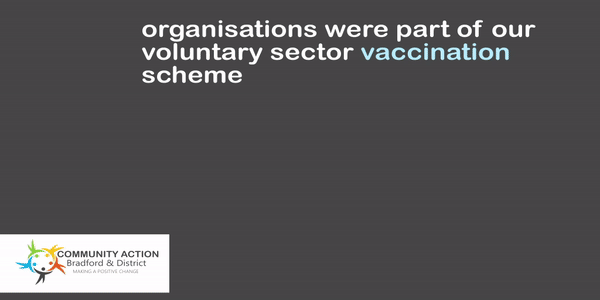 organisations were part of our
voluntary sector vaccination
scheme
COMMUNITY ACTION
Bradford & District
MAKING A POSITIVE CHANGE